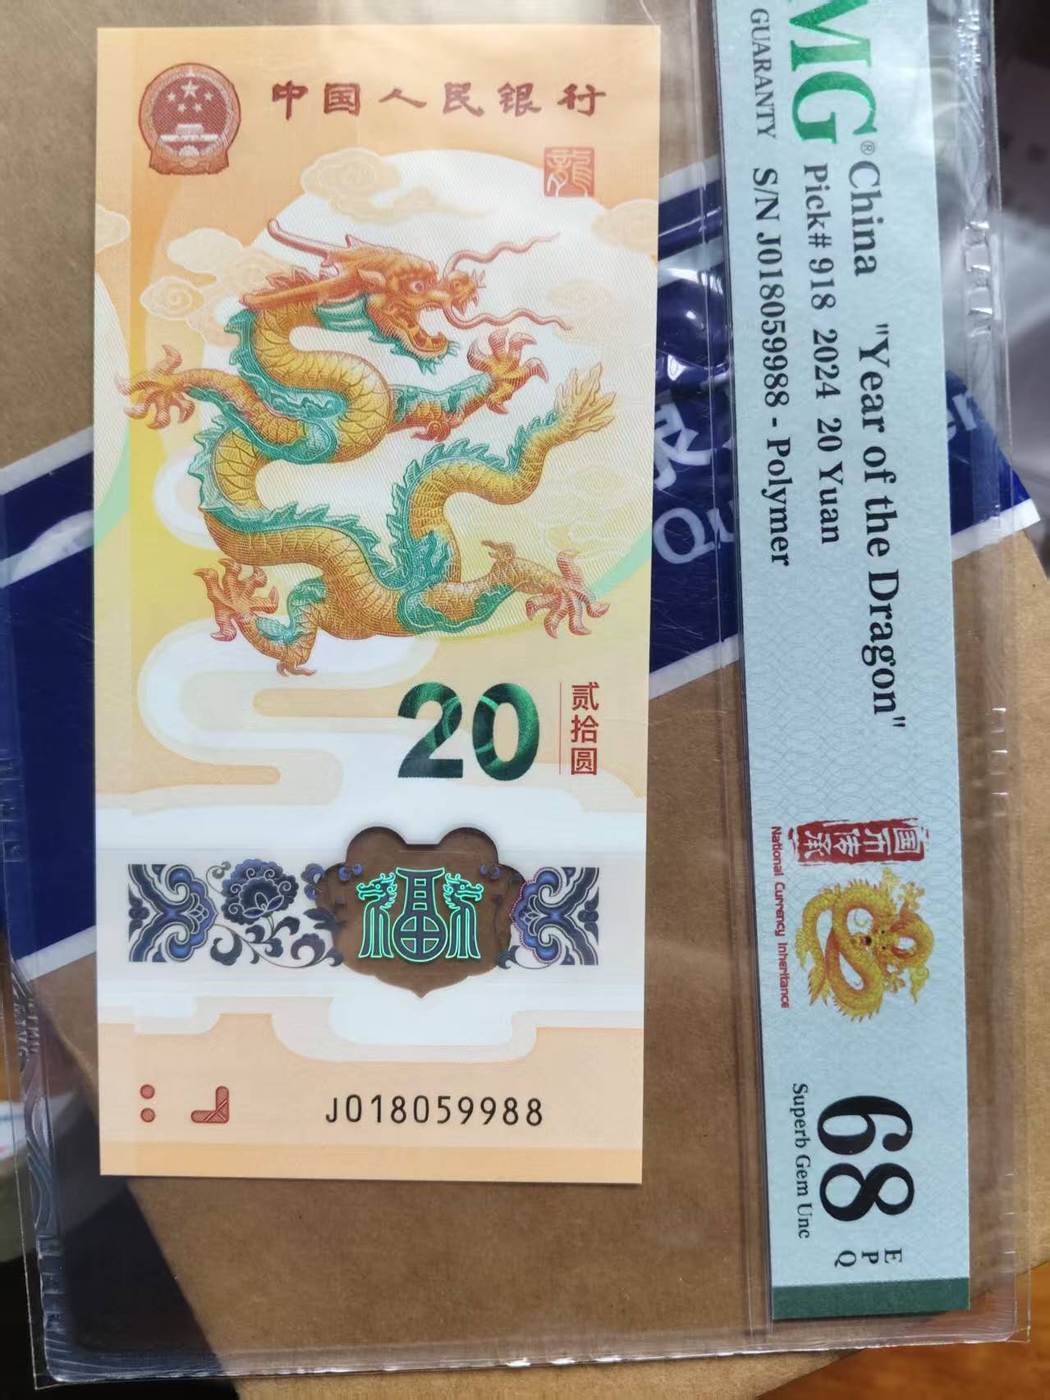 中国人民银行
龍
20
贰拾圆
福
J018059988
MG®
GUARANTY
China "Year of the Dragon"
Pick# 918 2024 20 Yuan
S/N J018059988 - Polymer
国币传承
National Currency Inheritance
68
EPQ
Superb Gem Unc